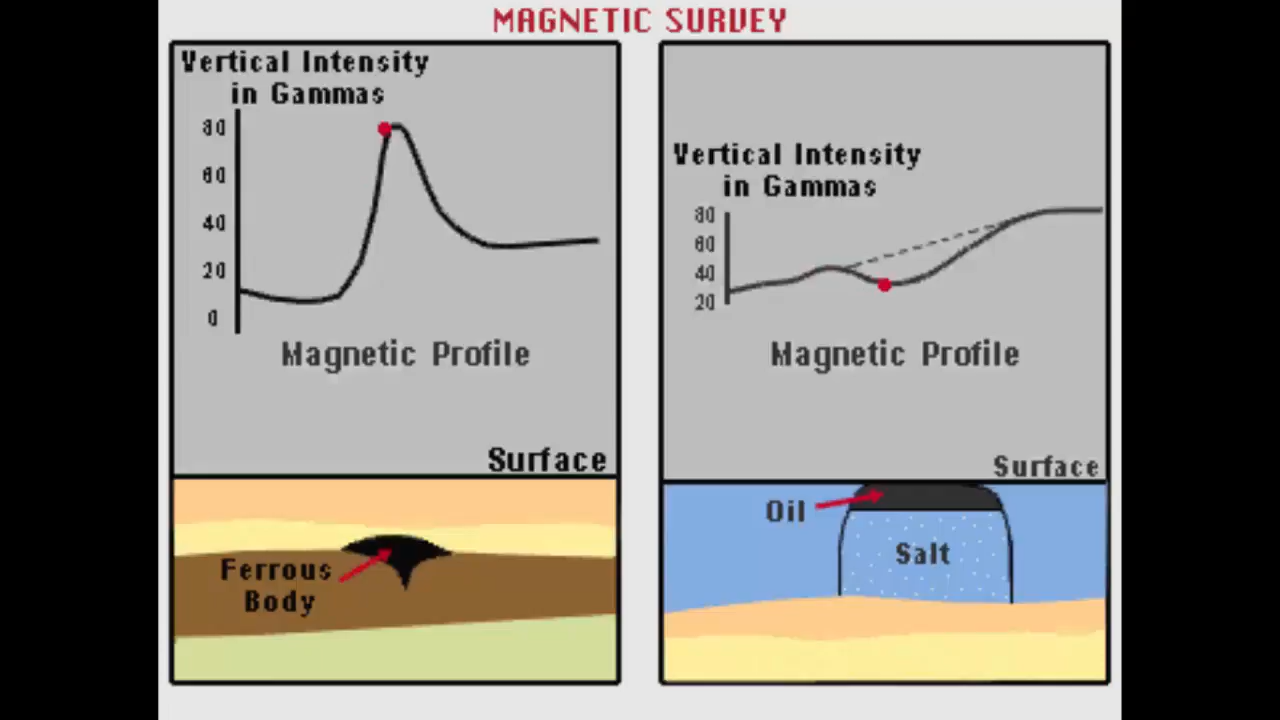 MAGNETIC SURVEY
Vertical Intensity
in Gammas
80
60
40
20
0
Magnetic Profile
Surface
Ferrous
Body
Vertical Intensity
in Gammas
80
60
40
20
Magnetic Profile
Surface
Oil
Salt